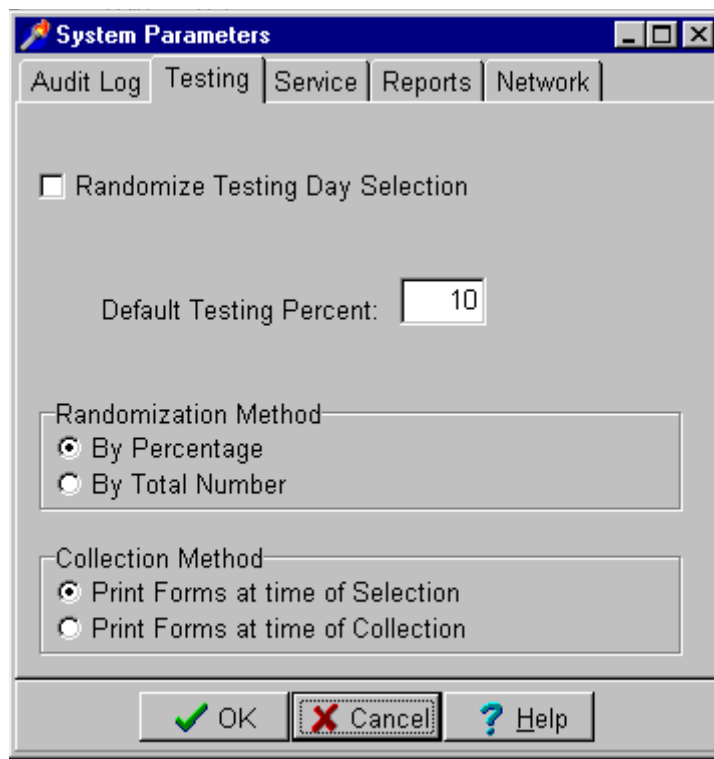 System Parameters
Audit Log Testing Service Reports Network
Randomize Testing Day Selection
Default Testing Percent: 10
Randomization Method
By Percentage
By Total Number
Collection Method
Print Forms at time of Selection
Print Forms at time of Collection
OK Cancel Help